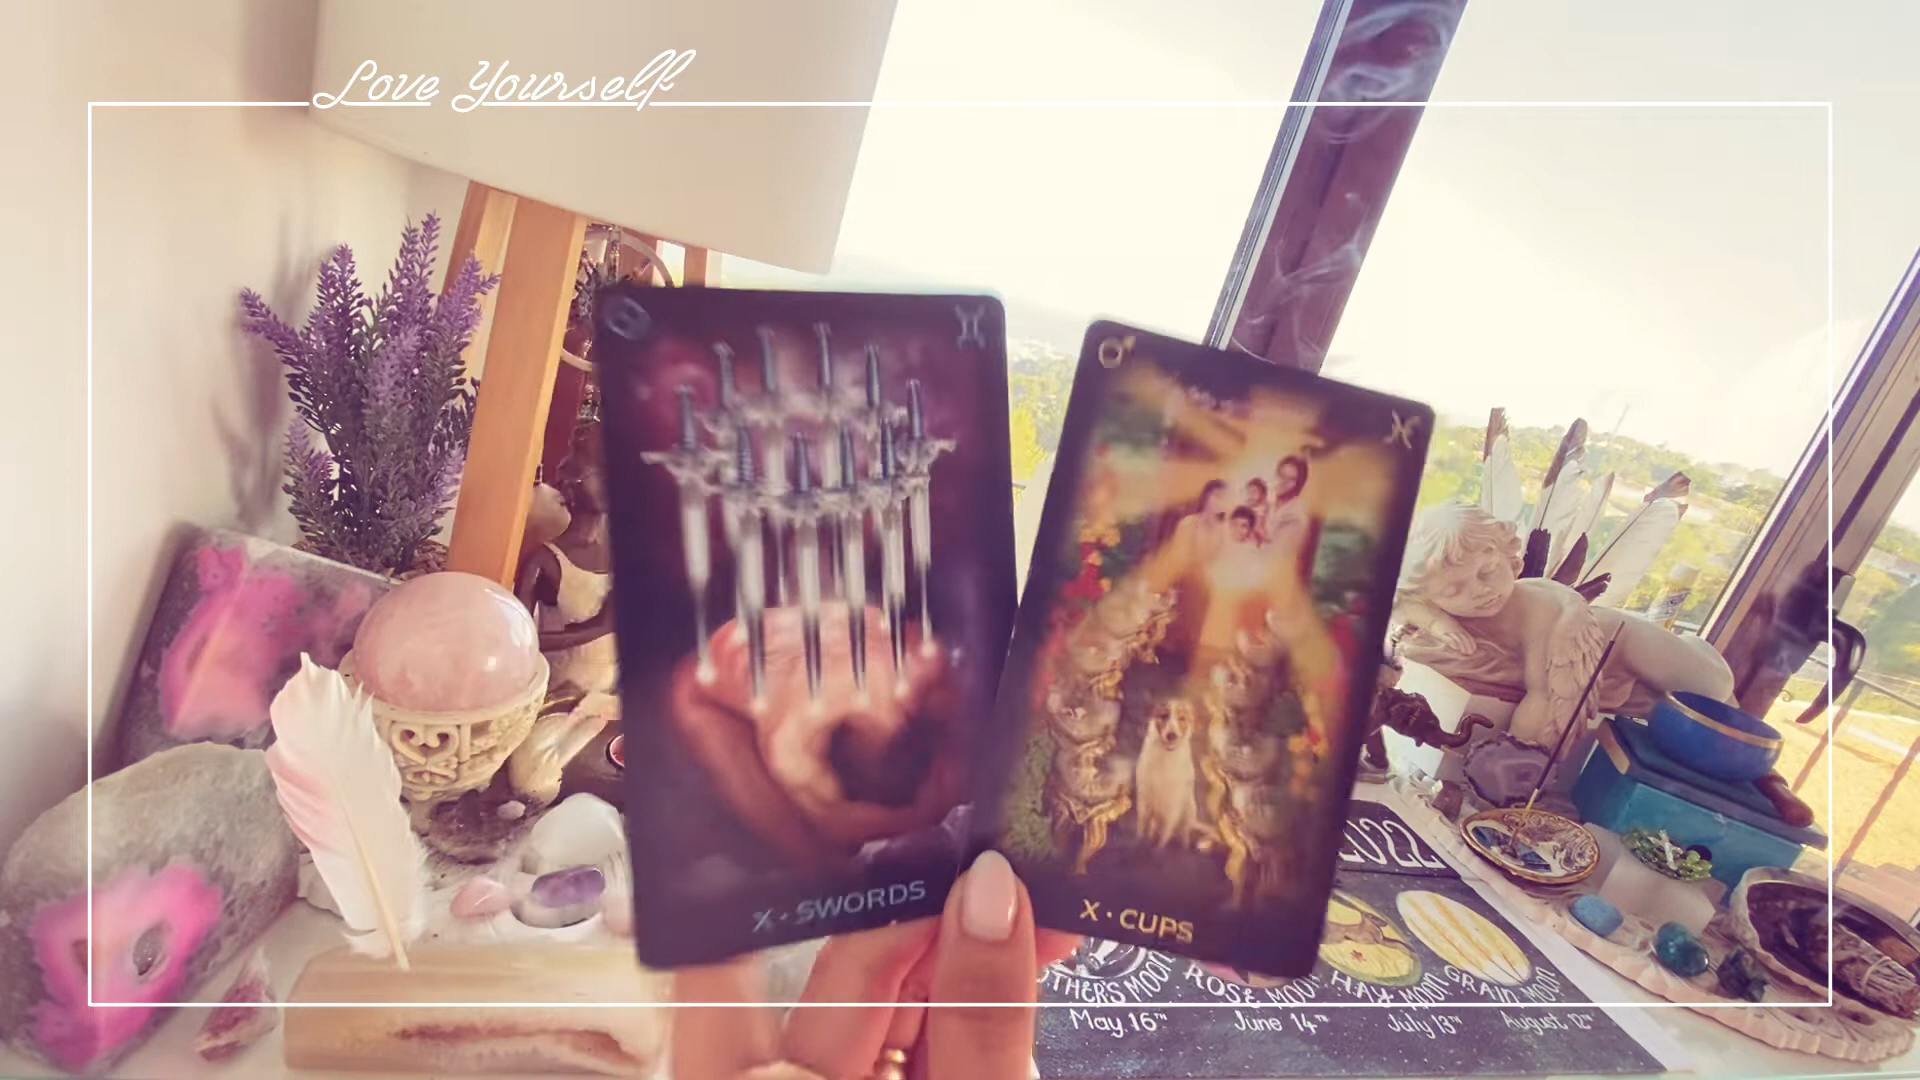 Love Yourself
X · SWORDS
X · CUPS
2022
MOON ROSE MOON HAY MOON GRAIN MOON
May 16TH June 14TH July 13TH August 12TH